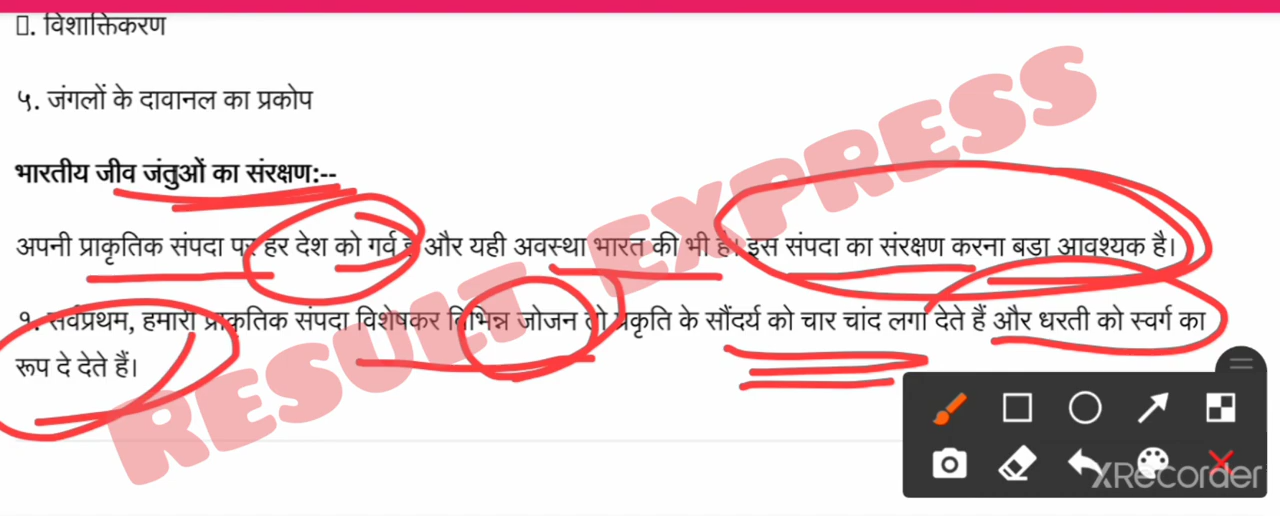 . विशाक्तिकरण
५. जंगलों के दावानल का प्रकोप
भारतीय जीव जंतुओं का संरक्षण:--
अपनी प्राकृतिक संपदा पर हर देश को गर्व है और यही अवस्था भारत की भी है। इस संपदा का संरक्षण करना बडा आवश्यक है।
१. सर्वप्रथम, हमारी प्राकृतिक संपदा विशेषकर विभिन्न जोजन तो प्रकृति के सौंदर्य को चार चांद लगा देते हैं और धरती को स्वर्ग का
रूप दे देते हैं।
RESULT EXPRESS
XRecorder